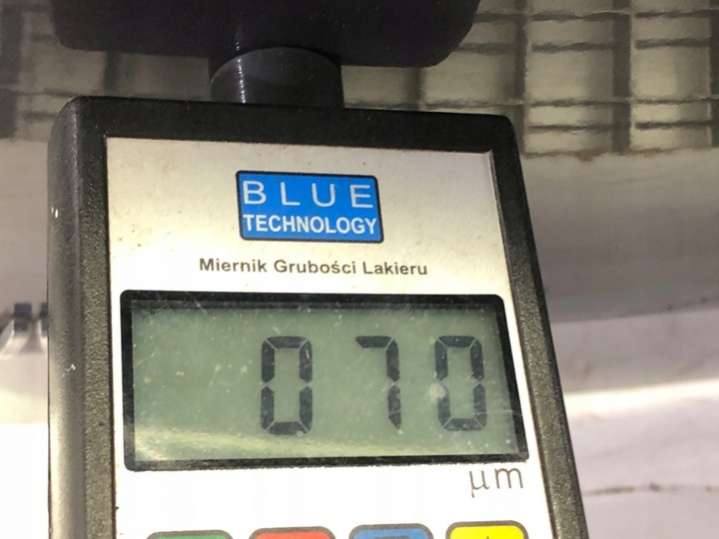 BLUE
TECHNOLOGY
Miernik Grubości Lakieru
070
µm